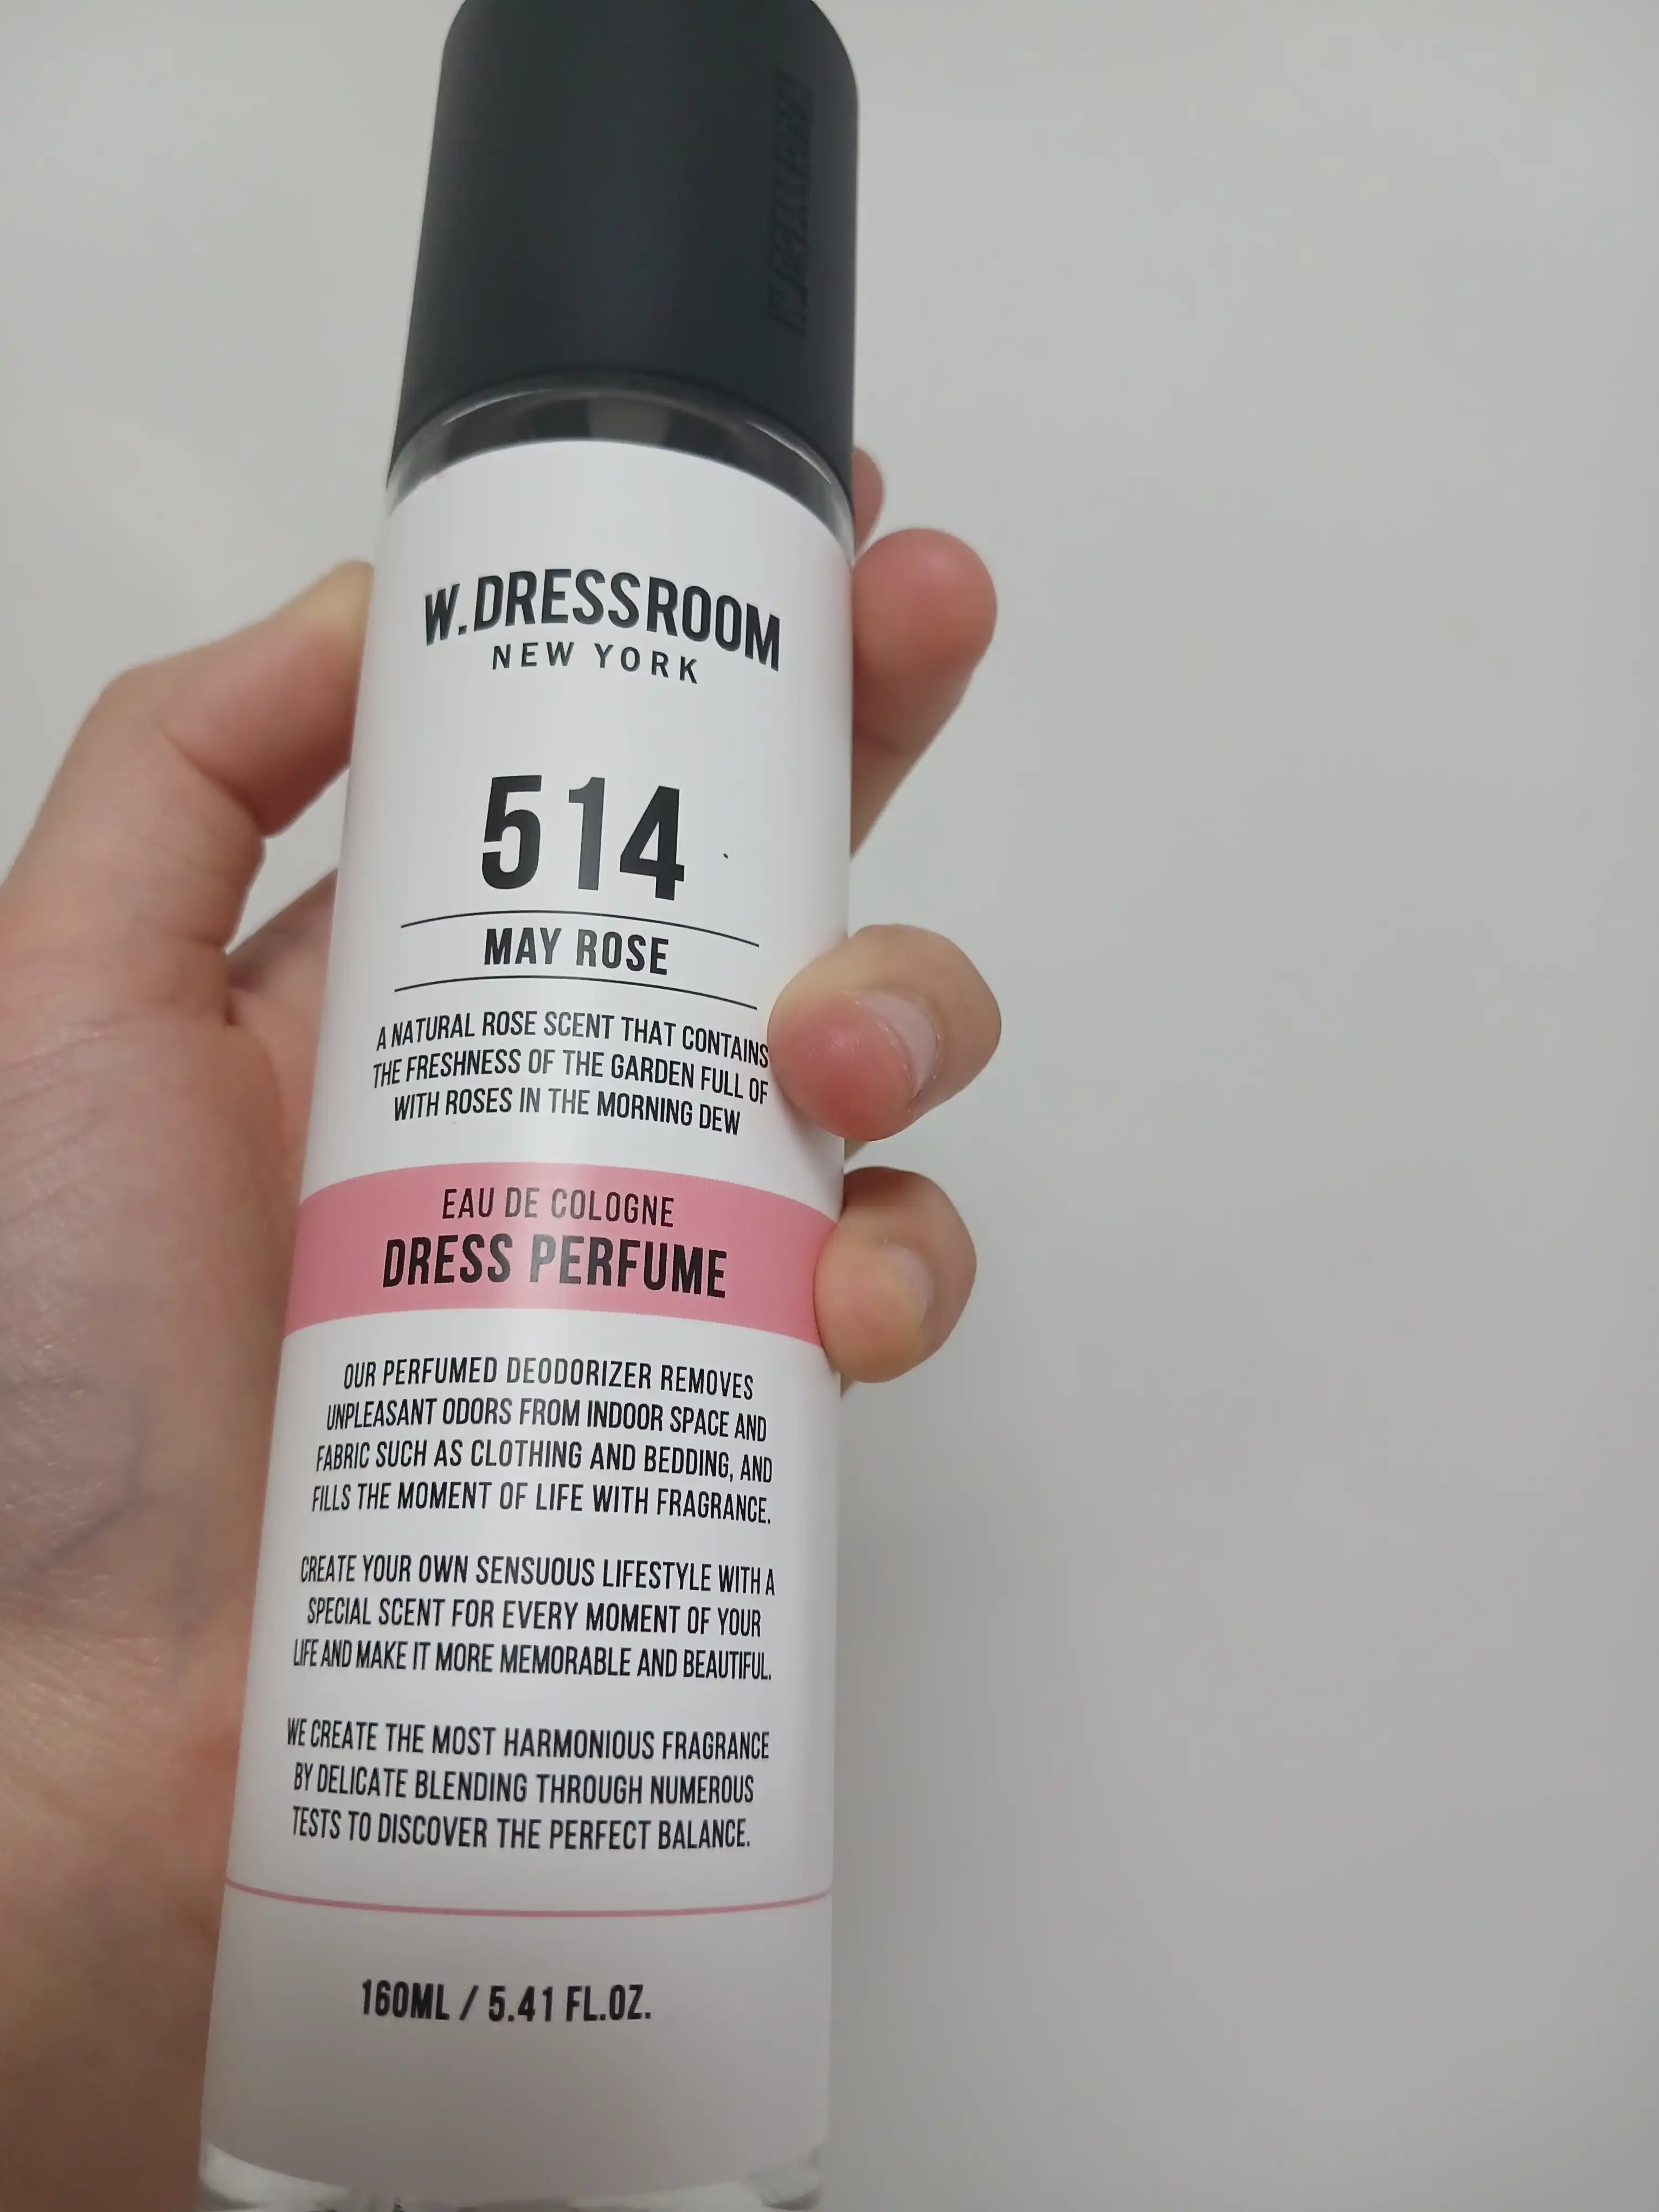 W.DRESSROOM
NEW YORK
514
MAY ROSE
A NATURAL ROSE SCENT THAT CONTAINS
THE FRESHNESS OF THE GARDEN FULL OF
WITH ROSES IN THE MORNING DEW
EAU DE COLOGNE
DRESS PERFUME
OUR PERFUMED DEODORIZER REMOVES
UNPLEASANT ODORS FROM INDOOR SPACE AND
FABRIC SUCH AS CLOTHING AND BEDDING, AND
FILLS THE MOMENT OF LIFE WITH FRAGRANCE.
CREATE YOUR OWN SENSUOUS LIFESTYLE WITH A
SPECIAL SCENT FOR EVERY MOMENT OF YOUR
LIFE AND MAKE IT MORE MEMORABLE AND BEAUTIFUL.
WE CREATE THE MOST HARMONIOUS FRAGRANCE
BY DELICATE BLENDING THROUGH NUMEROUS
TESTS TO DISCOVER THE PERFECT BALANCE.
160ML / 5.41 FL.OZ.